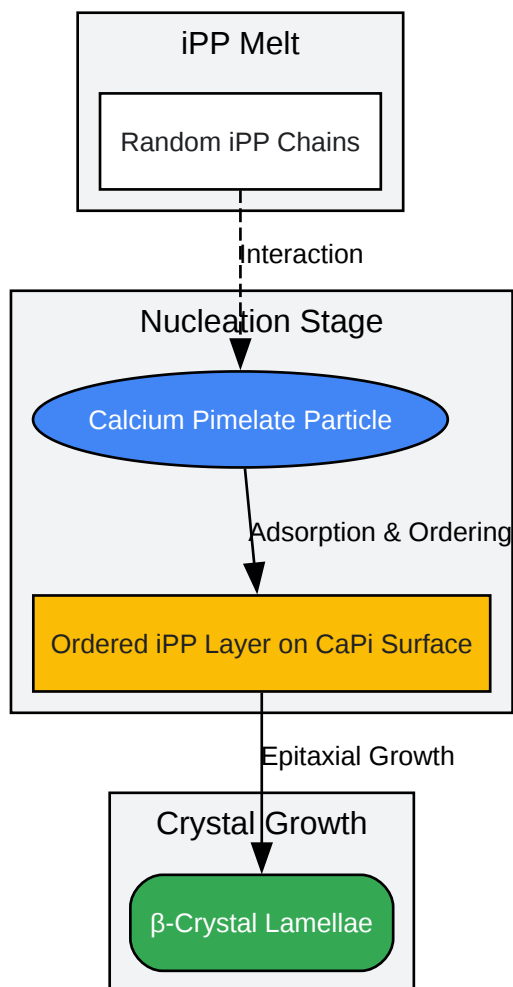 iPP Melt
Random iPP Chains
Interaction
Nucleation Stage
Calcium Pimelate Particle
Adsorption & Ordering
Ordered iPP Layer on CaPi Surface
Epitaxial Growth
Crystal Growth
β-Crystal Lamellae